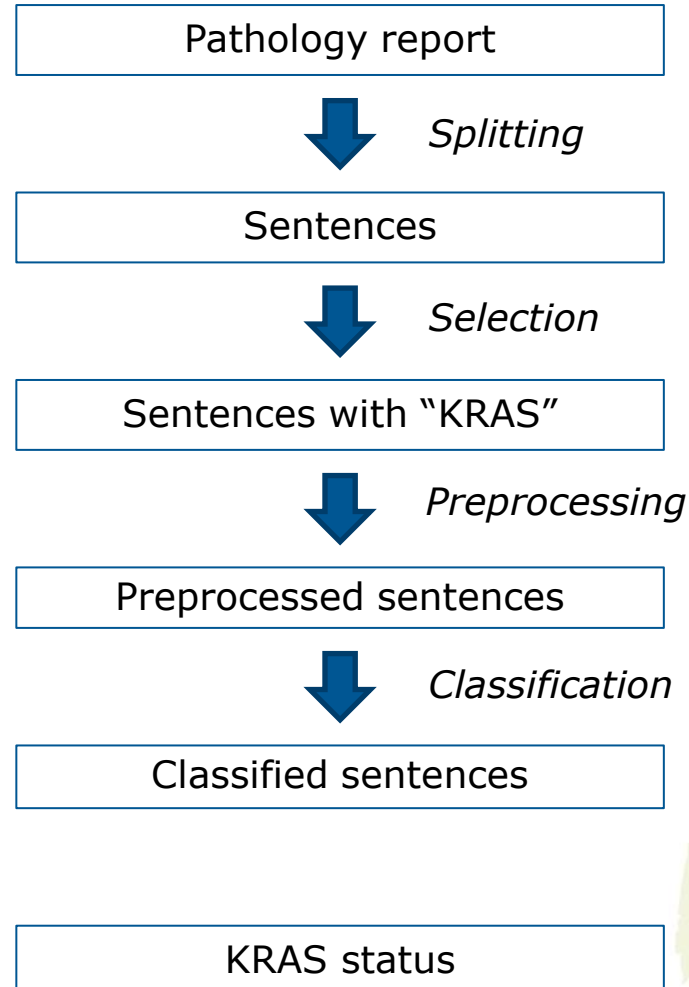 Pathology report
Splitting
Sentences
Selection
Sentences with “KRAS”
Preprocessing
Preprocessed sentences
Classification
Classified sentences
KRAS status